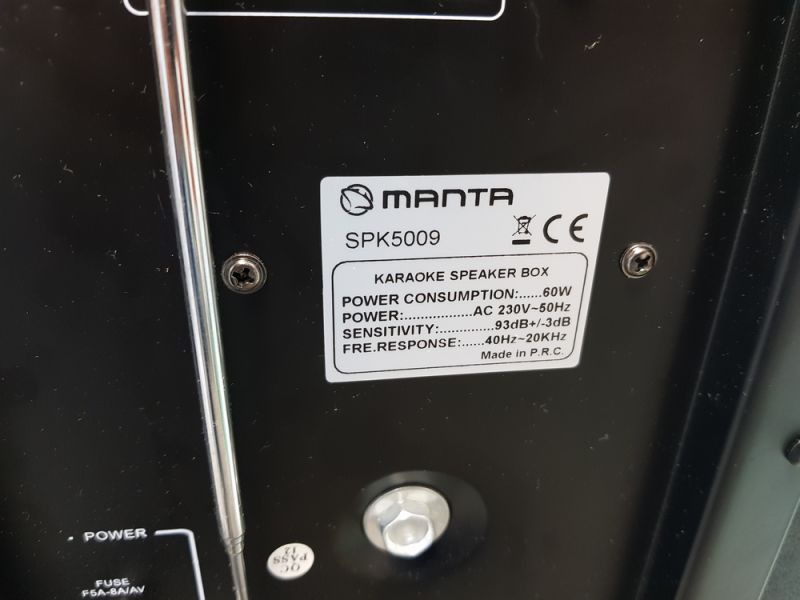 MANTA
SPK5009
CE
KARAOKE SPEAKER BOX
POWER CONSUMPTION:......60W
POWER:.................AC 230V~50Hz
SENSITIVITY:..............93dB+/-3dB
FRE.RESPONSE:......40Hz~20KHz
Made in P.R.C.
POWER
FUSE
F5A-8A/AV
QC
PASS
12